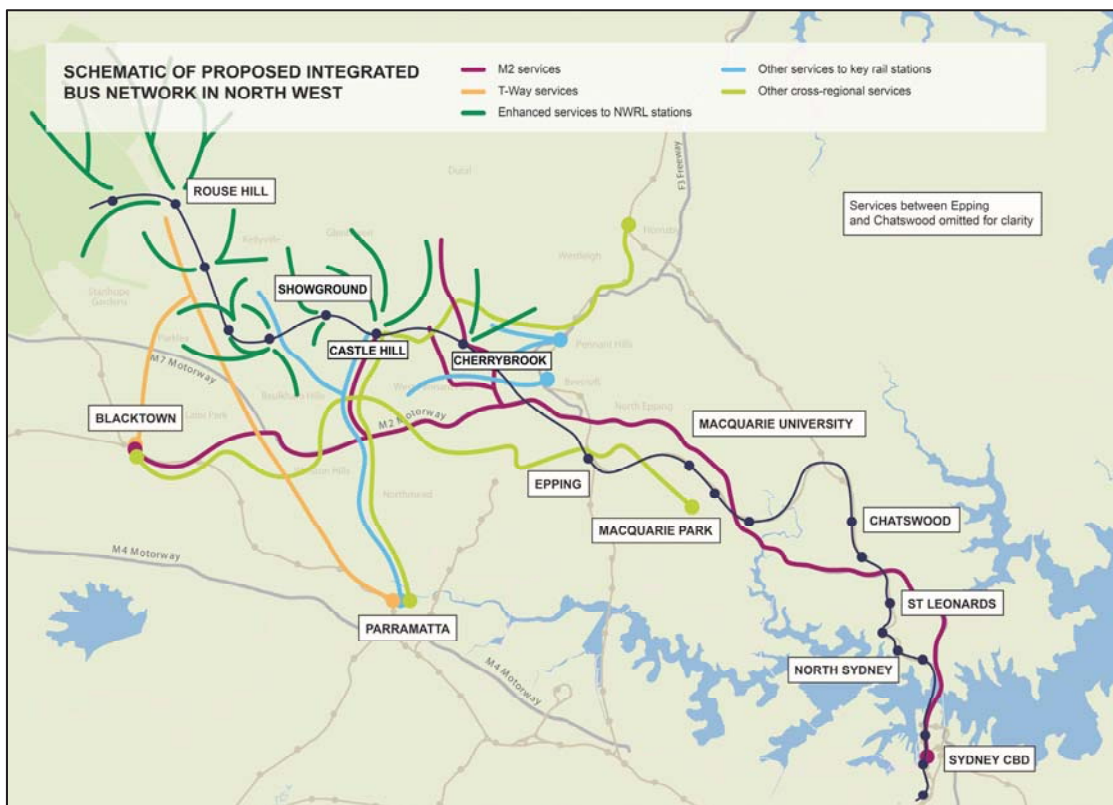 SCHEMATIC OF PROPOSED INTEGRATED
BUS NETWORK IN NORTH WEST
M2 services
T-Way services
Enhanced services to NWRL stations
Other services to key rail stations
Other cross-regional services
Services between Epping
and Chatswood omitted for clarity
Dural
F3 Freeway
ROUSE HILL
Hornsby
Kellyville
Westleigh
Stanhope
Gardens
SHOWGROUND
Parklea
CASTLE HILL
CHERRYBROOK
Pennant Hills
M7 Motorway
Baulkham Hills
Beecroft
BLACKTOWN
M2 Motorway
North Epping
MACQUARIE UNIVERSITY
EPPING
Northmead
MACQUARIE PARK
CHATSWOOD
M4 Motorway
ST LEONARDS
PARRAMATTA
M4 Motorway
NORTH SYDNEY
SYDNEY CBD